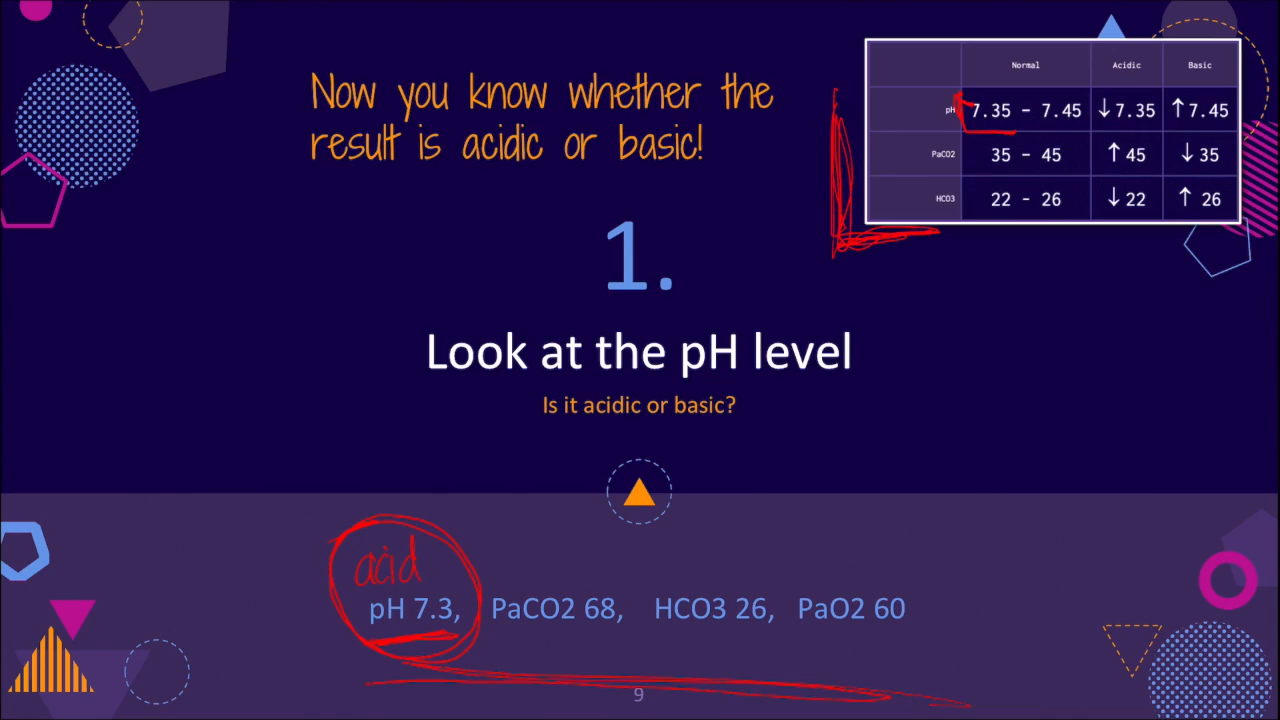 Now you know whether the
result is acidic or basic!
Normal Acidic Basic
pH 7.35 - 7.45 ↓7.35 ↑7.45
PaCO2 35 - 45 ↑45 ↓35
HCO3 22 - 26 ↓22 ↑ 26
1.
Look at the pH level
Is it acidic or basic?
acid
pH 7.3, PaCO2 68, HCO3 26, PaO2 60
9